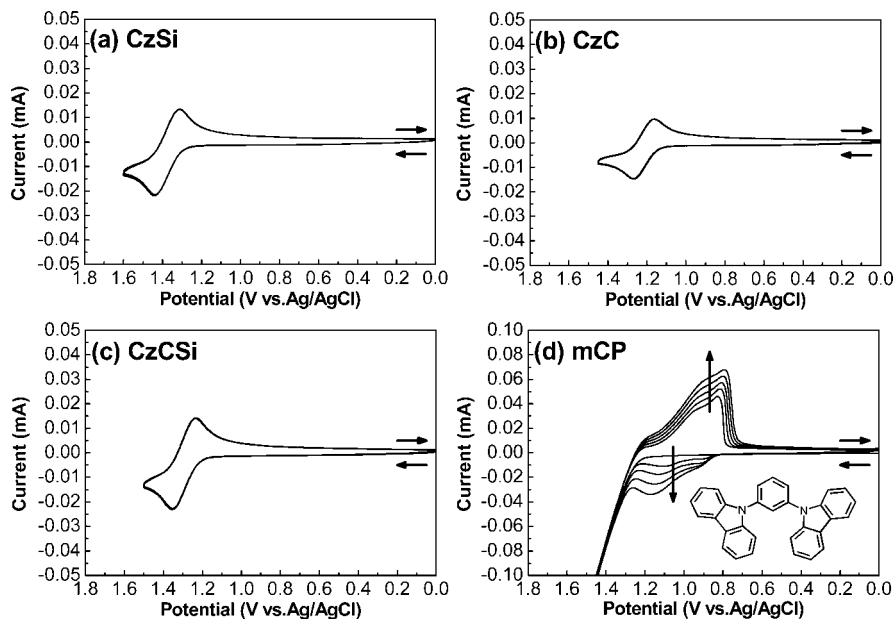 (a) CzSi
Current (mA)
0.05
0.04
0.03
0.02
0.01
0.00
-0.01
-0.02
-0.03
-0.04
-0.05
1.8 1.6 1.4 1.2 1.0 0.8 0.6 0.4 0.2 0.0
Potential (V vs.Ag/AgCl)
(b) CzC
Current (mA)
0.05
0.04
0.03
0.02
0.01
0.00
-0.01
-0.02
-0.03
-0.04
-0.05
1.8 1.6 1.4 1.2 1.0 0.8 0.6 0.4 0.2 0.0
Potential (V vs.Ag/AgCl)
(c) CzCSi
Current (mA)
0.05
0.04
0.03
0.02
0.01
0.00
-0.01
-0.02
-0.03
-0.04
-0.05
1.8 1.6 1.4 1.2 1.0 0.8 0.6 0.4 0.2 0.0
Potential (V vs.Ag/AgCl)
(d) mCP
Current (mA)
0.10
0.08
0.06
0.04
0.02
0.00
-0.02
-0.04
-0.06
-0.08
-0.10
N N
1.8 1.6 1.4 1.2 1.0 0.8 0.6 0.4 0.2 0.0
Potential (V vs.Ag/AgCl)